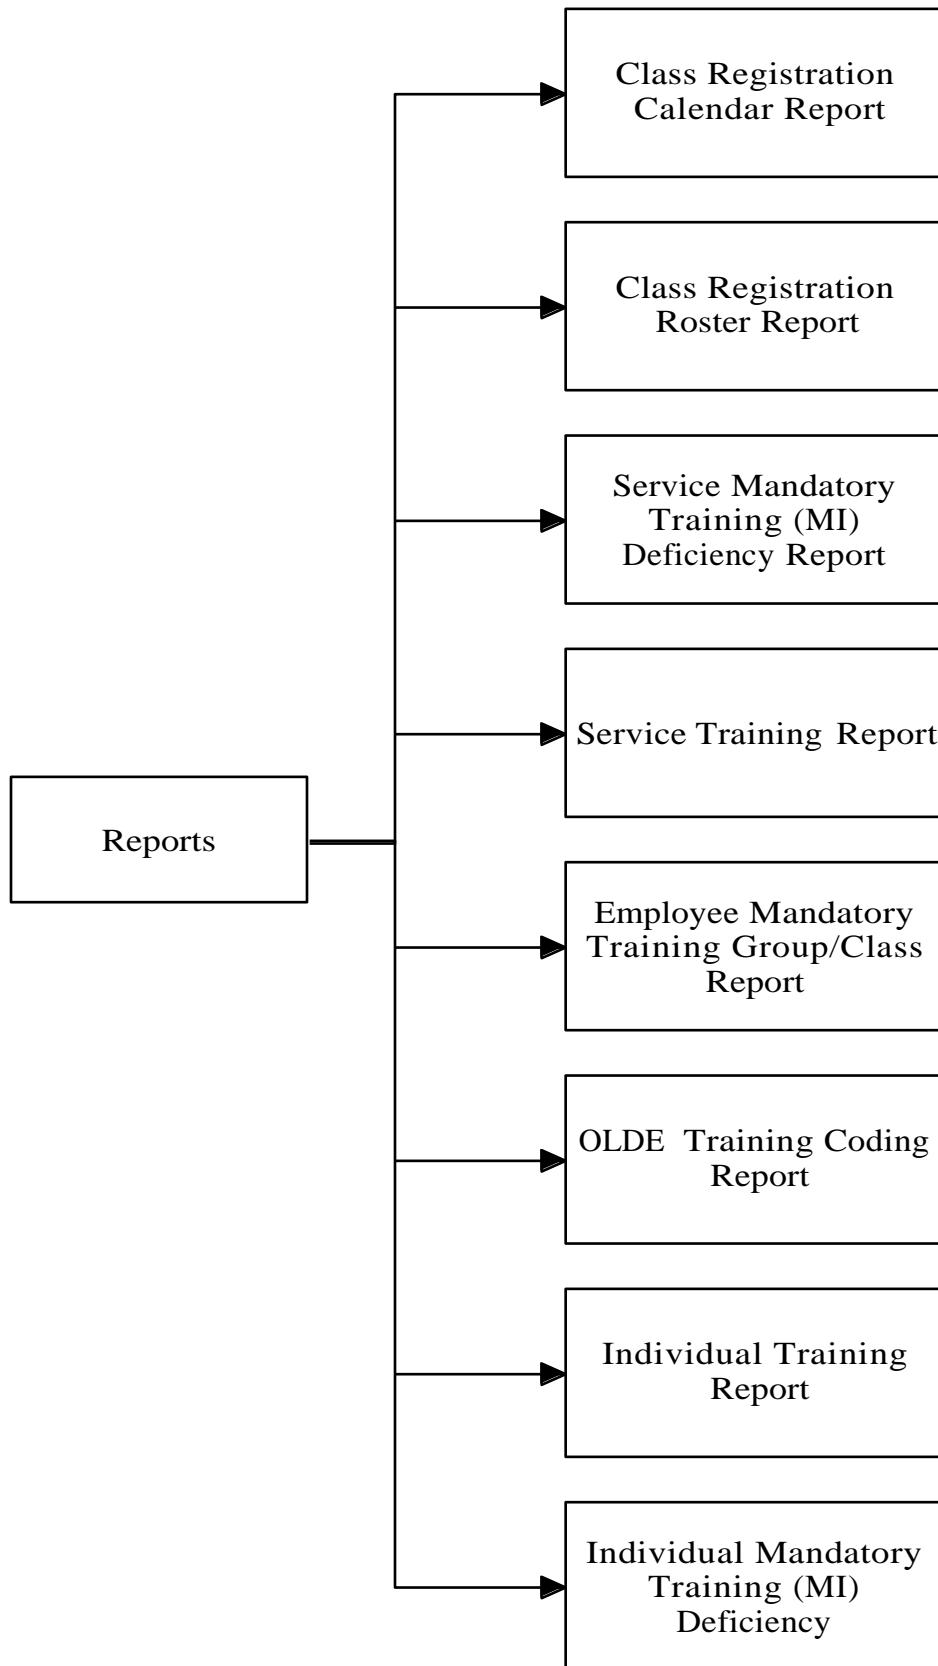 Class Registration
Calendar Report
Class Registration
Roster Report
Service Mandatory
Training (MI)
Deficiency Report
Service Training Report
Reports
Employee Mandatory
Training Group/Class
Report
OLDE Training Coding
Report
Individual Training
Report
Individual Mandatory
Training (MI)
Deficiency